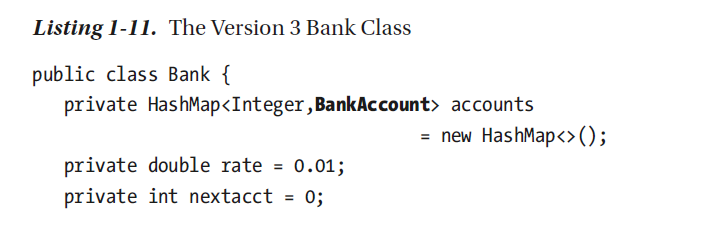 Listing 1-11. The Version 3 Bank Class
public class Bank {
private HashMap<Integer,BankAccount> accounts
= new HashMap<>();
private double rate = 0.01;
private int nextacct = 0;